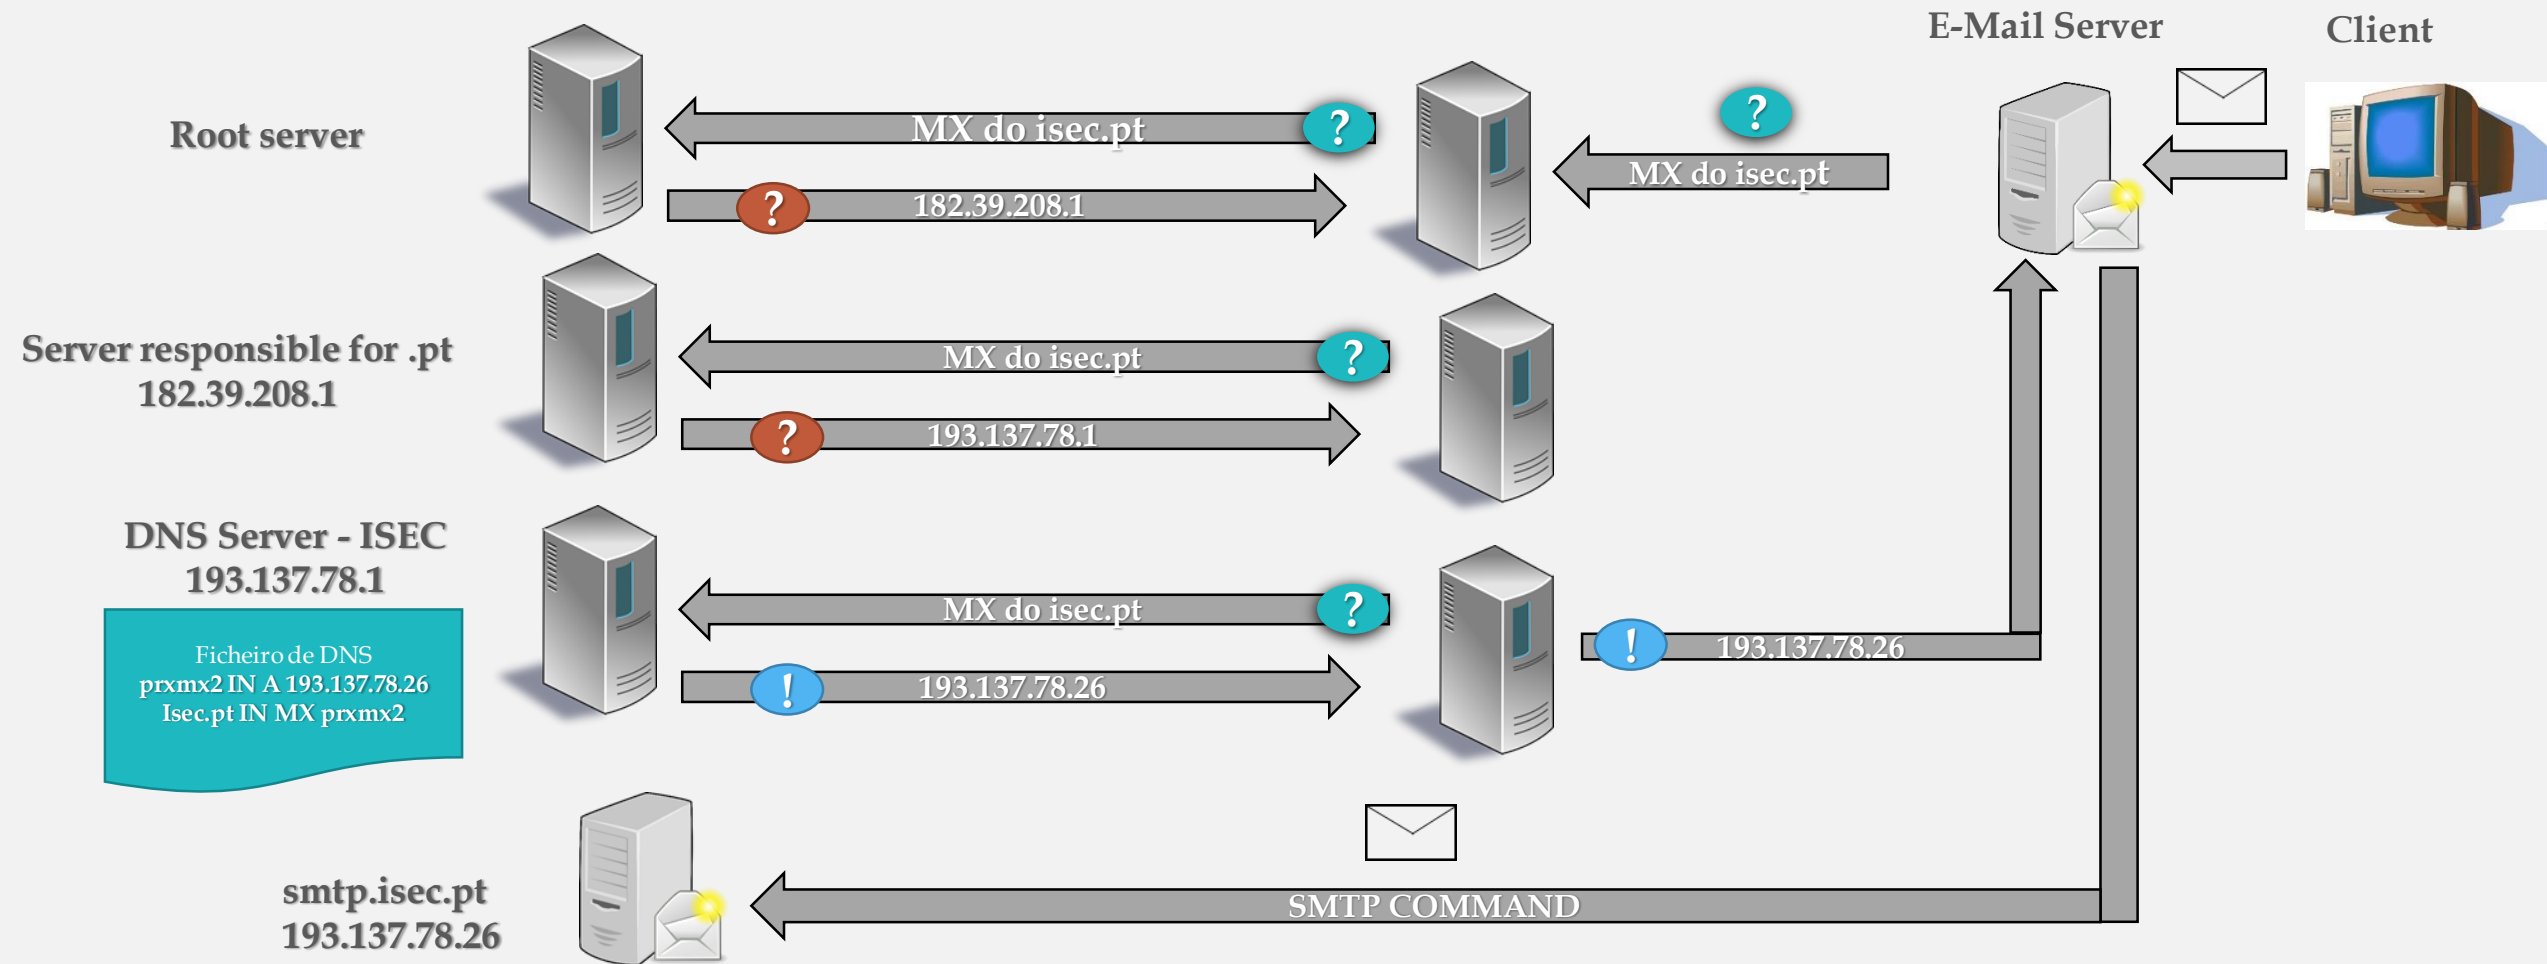 E-Mail Server
Client
Root server
MX do isec.pt
?
?
MX do isec.pt
?
182.39.208.1
Server responsible for .pt
182.39.208.1
MX do isec.pt
?
?
193.137.78.1
DNS Server - ISEC
193.137.78.1
Ficheiro de DNS
prxmx2 IN A 193.137.78.26
Isec.pt IN MX prxmx2
MX do isec.pt
?
!
193.137.78.26
!
193.137.78.26
smtp.isec.pt
193.137.78.26
SMTP COMMAND